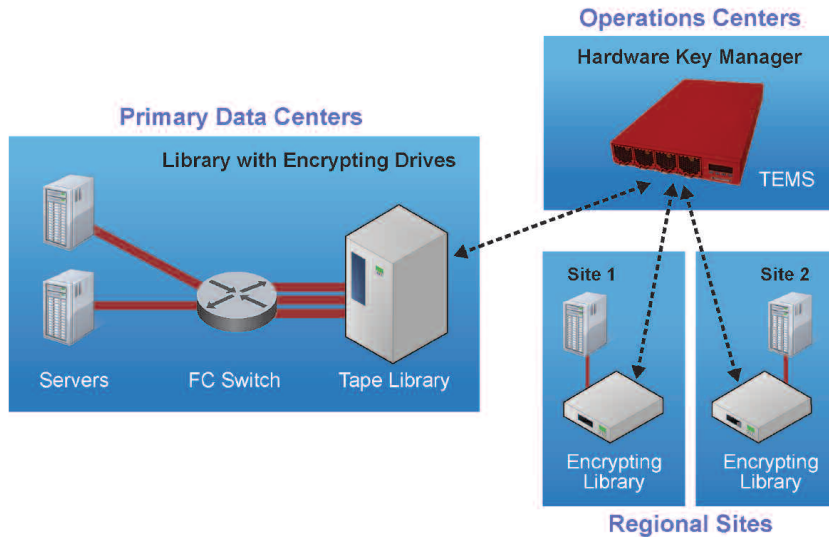 Operations Centers
Hardware Key Manager
TEMS
Primary Data Centers
Library with Encrypting Drives
Servers
FC Switch
Tape Library
Site 1
Encrypting
Library
Site 2
Encrypting
Library
Regional Sites